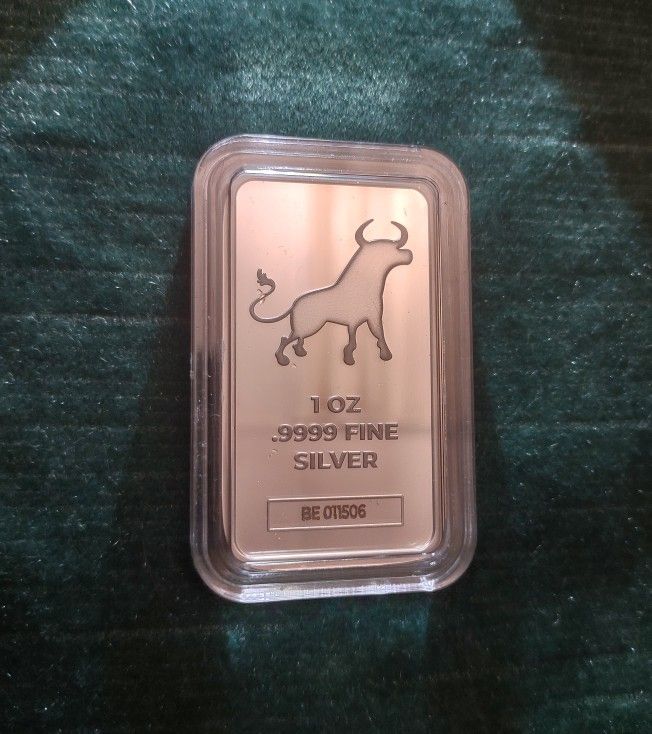 1 OZ
.9999 FINE
SILVER
BE 011506